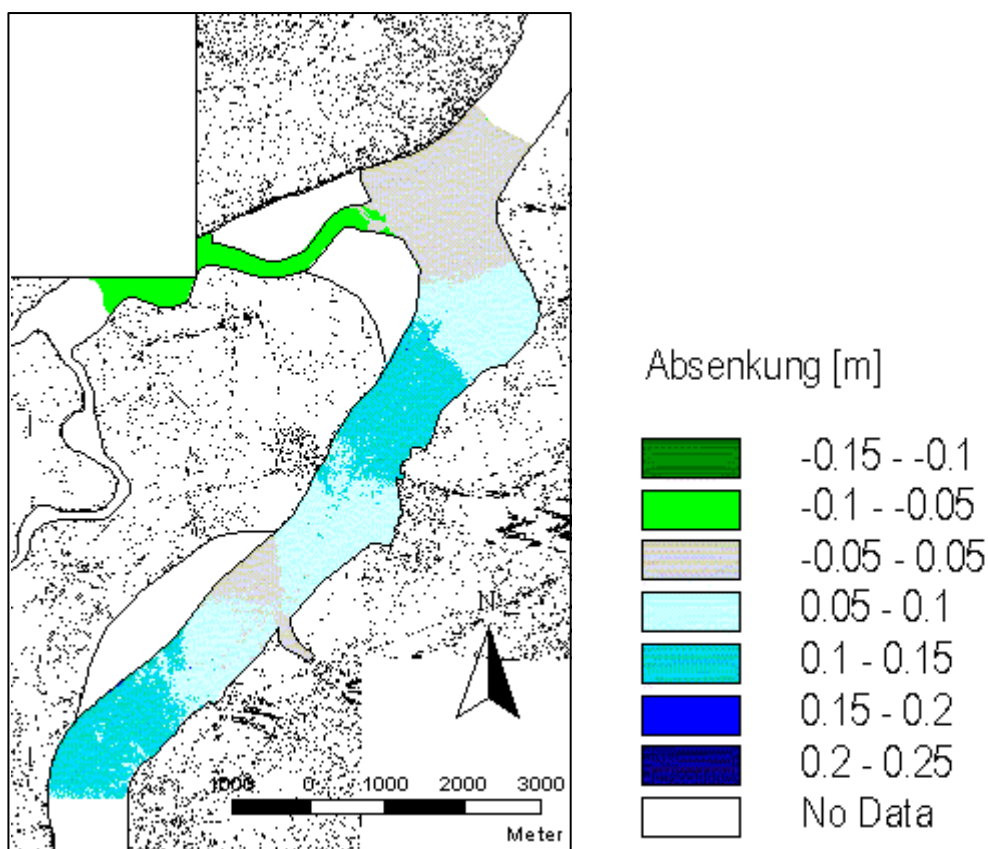 N
1000 0 1000 2000 3000
Meter
Absenkung [m]
-0.15 - -0.1
-0.1 - -0.05
-0.05 - 0.05
0.05 - 0.1
0.1 - 0.15
0.15 - 0.2
0.2 - 0.25
No Data